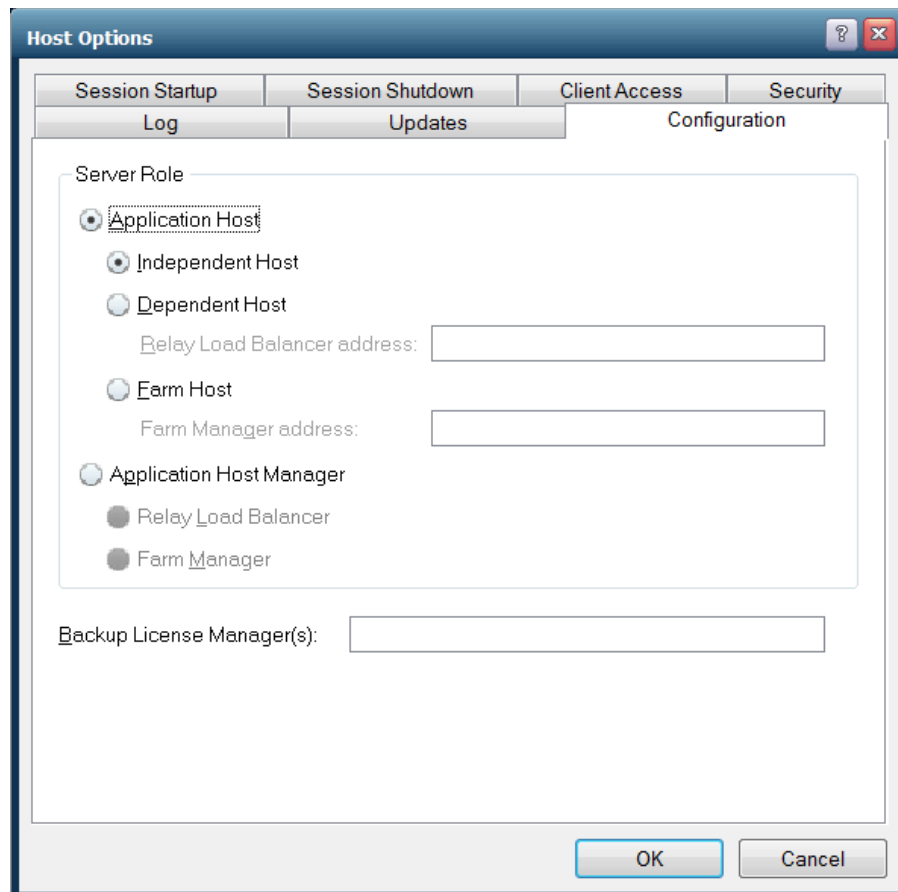 Host Options
Session Startup Session Shutdown Client Access Security
Log Updates Configuration
Server Role
Application Host
Independent Host
Dependent Host
Relay Load Balancer address:
Farm Host
Farm Manager address:
Application Host Manager
Relay Load Balancer
Farm Manager
Backup License Manager(s):
OK Cancel